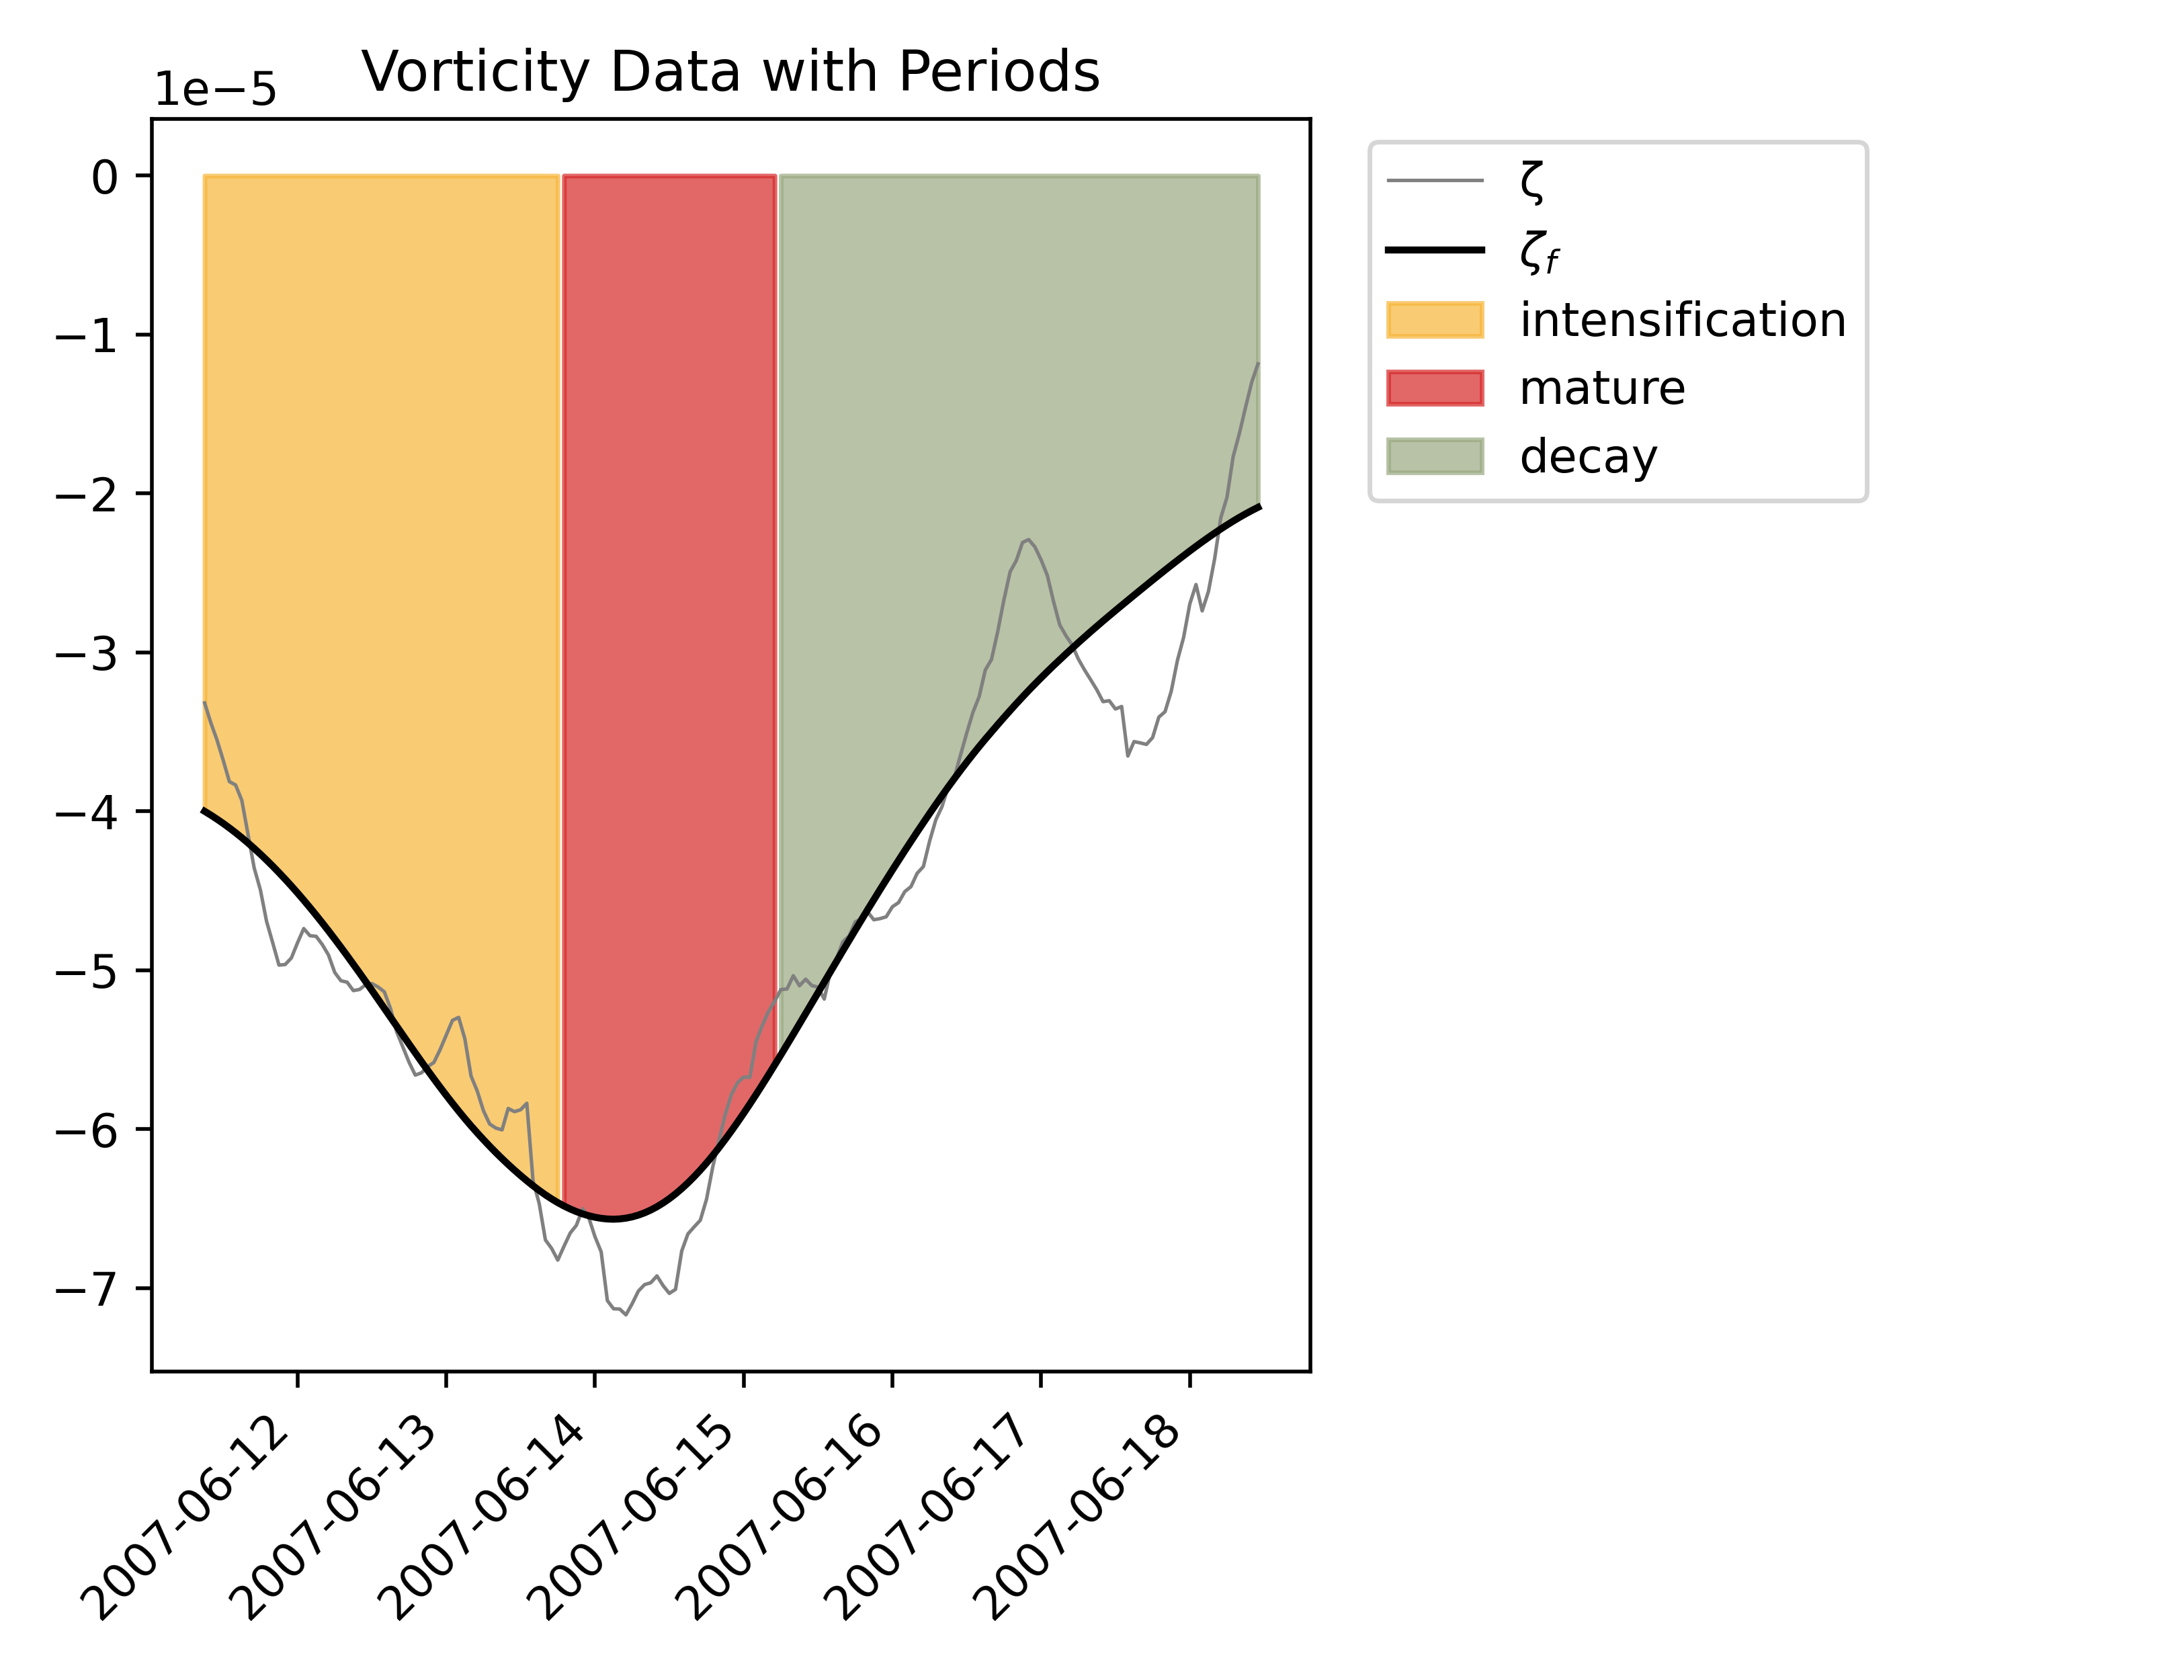 Vorticity Data with Periods
1e−5
0
−1
−2
−3
−4
−5
−6
−7
2007-06-12
2007-06-13
2007-06-14
2007-06-15
2007-06-16
2007-06-17
2007-06-18
ζ
ζf
intensification
mature
decay